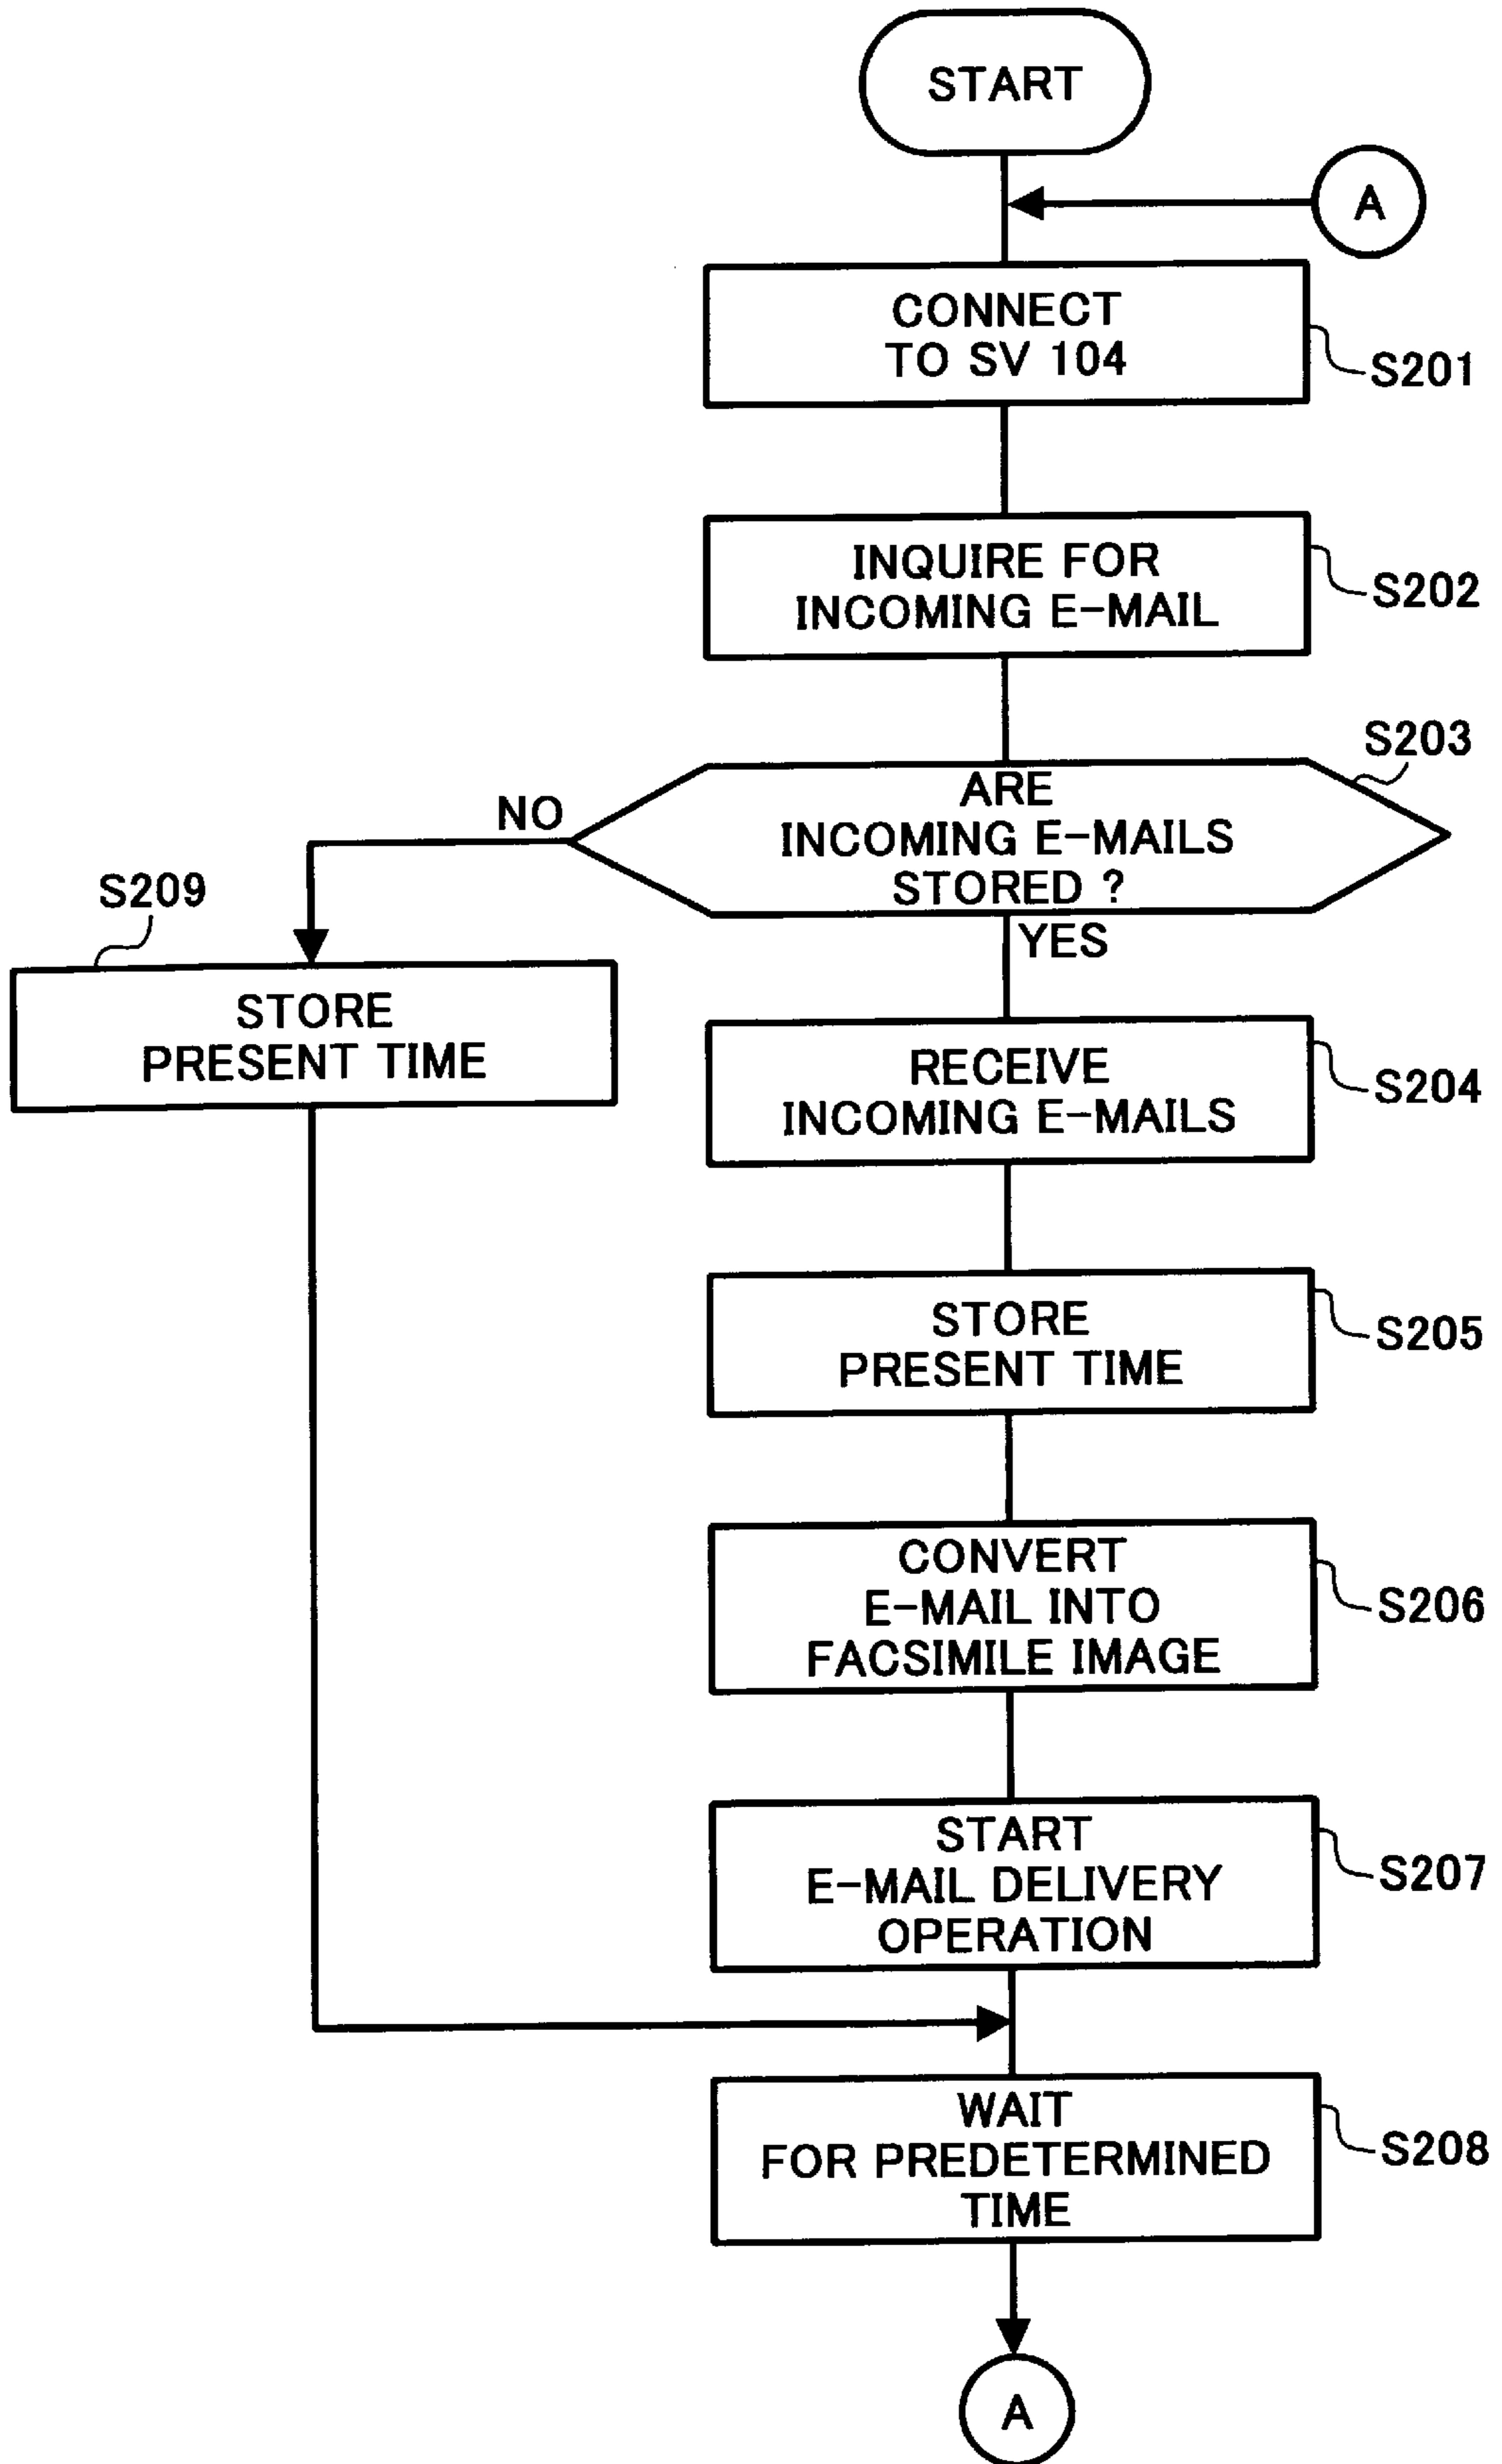 START
A
CONNECT
TO SV 104
S201
INQUIRE FOR
INCOMING E-MAIL
S202
S203
ARE
INCOMING E-MAILS
STORED ?
NO
YES
S209
STORE
PRESENT TIME
RECEIVE
INCOMING E-MAILS
S204
STORE
PRESENT TIME
S205
CONVERT
E-MAIL INTO
FACSIMILE IMAGE
S206
START
E-MAIL DELIVERY
OPERATION
S207
WAIT
FOR PREDETERMINED
TIME
S208
A